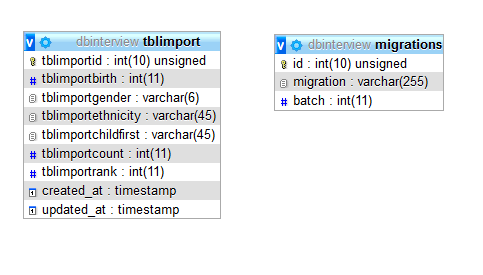 v dbinterview tblimport
tblimportid : int(10) unsigned
# tblimportbirth : int(11)
tblimportgender : varchar(6)
tblimportethnicity : varchar(45)
tblimportchildfirst : varchar(45)
# tblimportcount : int(11)
# tblimportrank : int(11)
created_at : timestamp
updated_at : timestamp
v dbinterview migrations
id : int(10) unsigned
migration : varchar(255)
# batch : int(11)